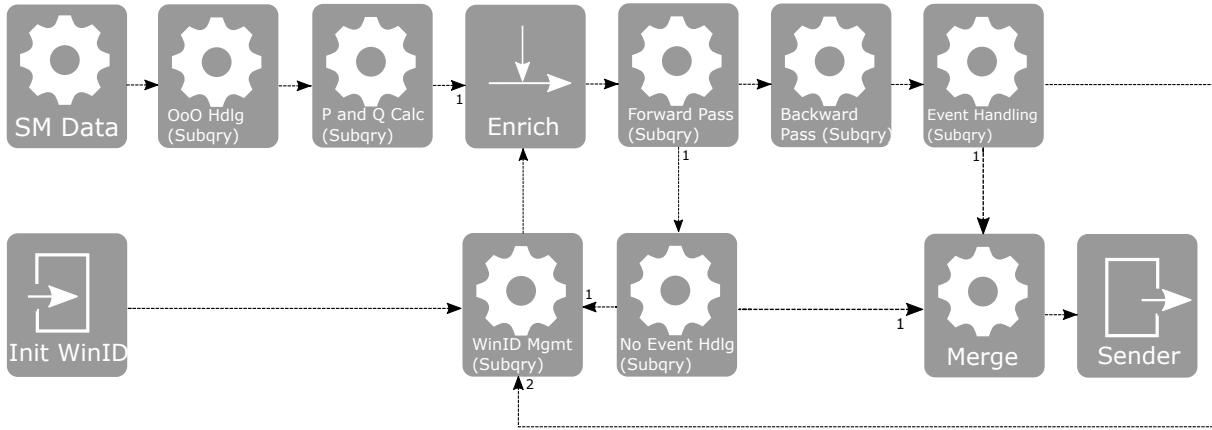 SM Data
OoO Hdlg
(Subqry)
P and Q Calc
(Subqry)
1
Enrich
Forward Pass
(Subqry)
1
Backward
Pass (Subqry)
Event Handling
(Subqry)
1
Init WinID
WinID Mgmt
(Subqry)
2
1
No Event Hdlg
(Subqry)
1
Merge
Sender